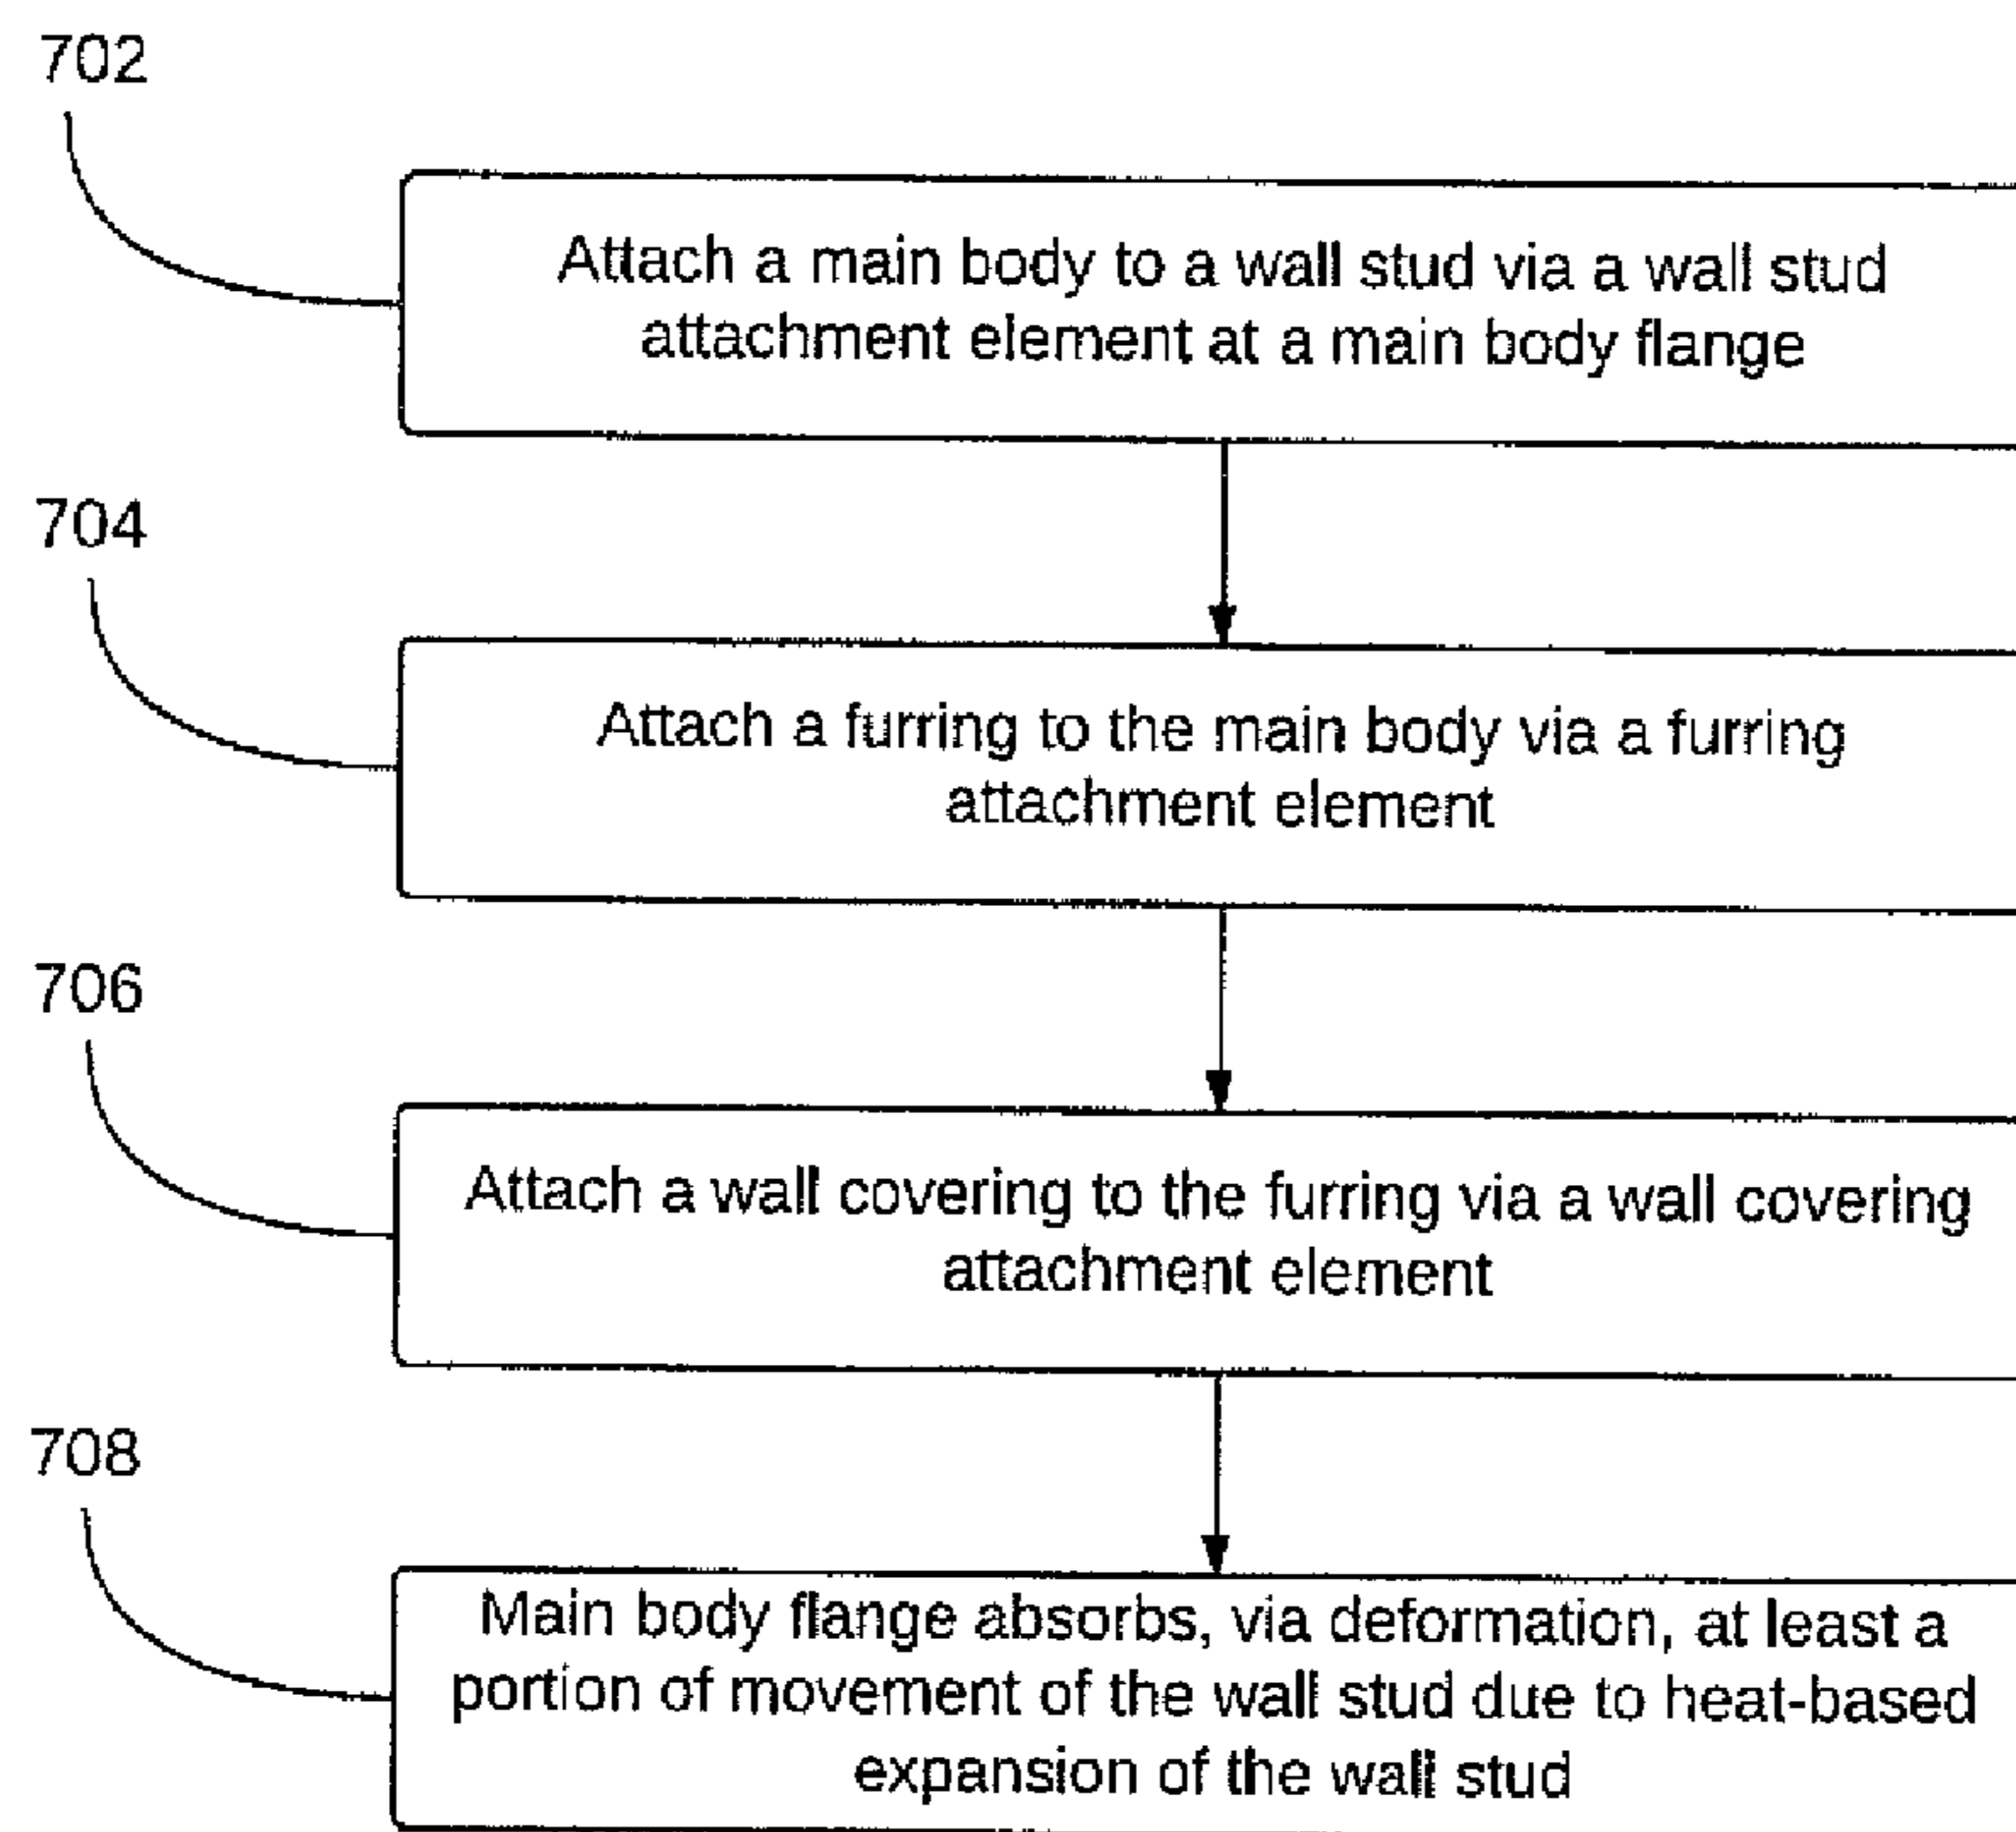 702
Attach a main body to a wall stud via a wall stud
attachment element at a main body flange
704
Attach a furring to the main body via a furring
attachment element
706
Attach a wall covering to the furring via a wall covering
attachment element
708
Main body flange absorbs, via deformation, at least a
portion of movement of the wall stud due to heat-based
expansion of the wall stud